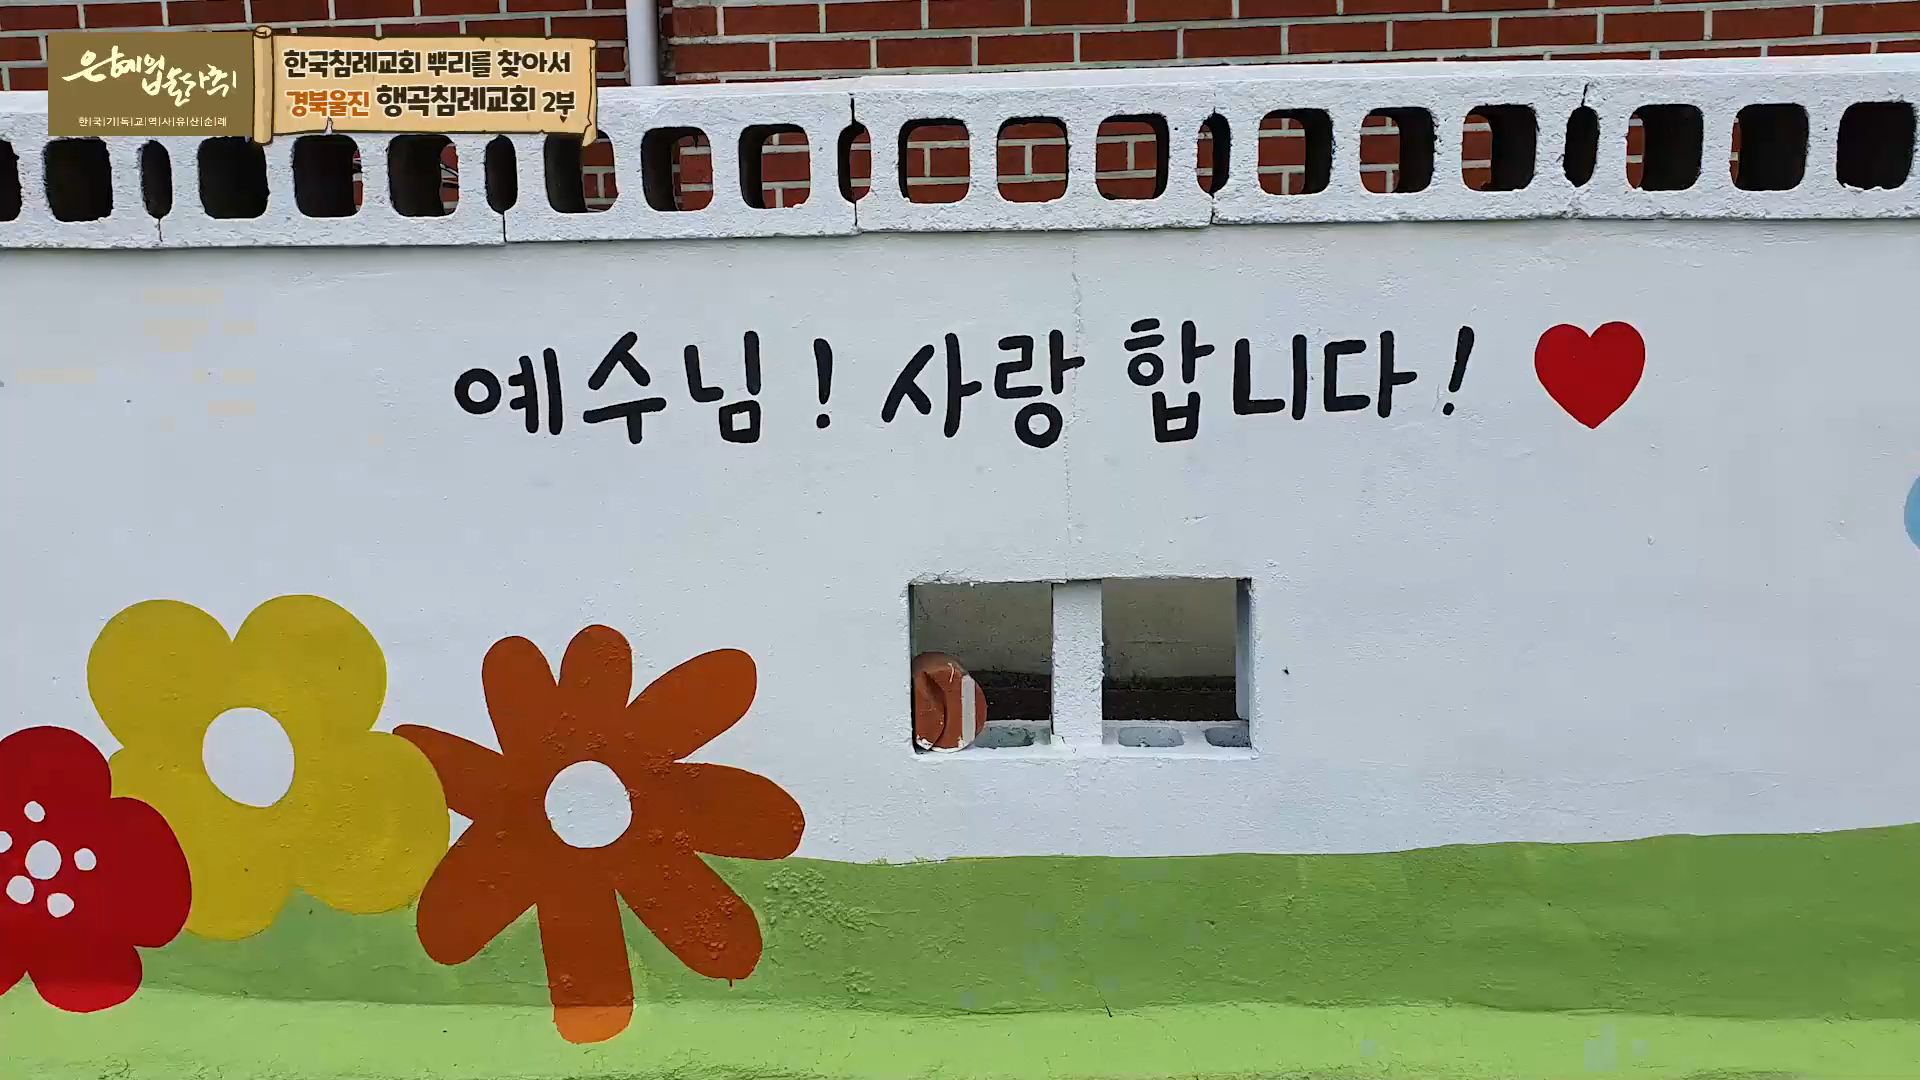 은혜의 발자취
한국기독교역사유산순례
한국침례교회 뿌리를 찾아서
경북울진 행곡침례교회 2부
예수님! 사랑 합니다!